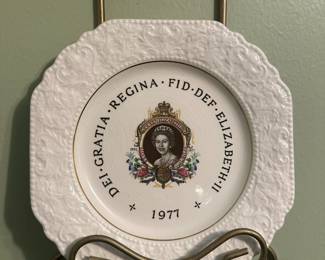 DEI · GRATIA · REGINA · FID · DEF · ELIZABETH · II
+ 1977 +